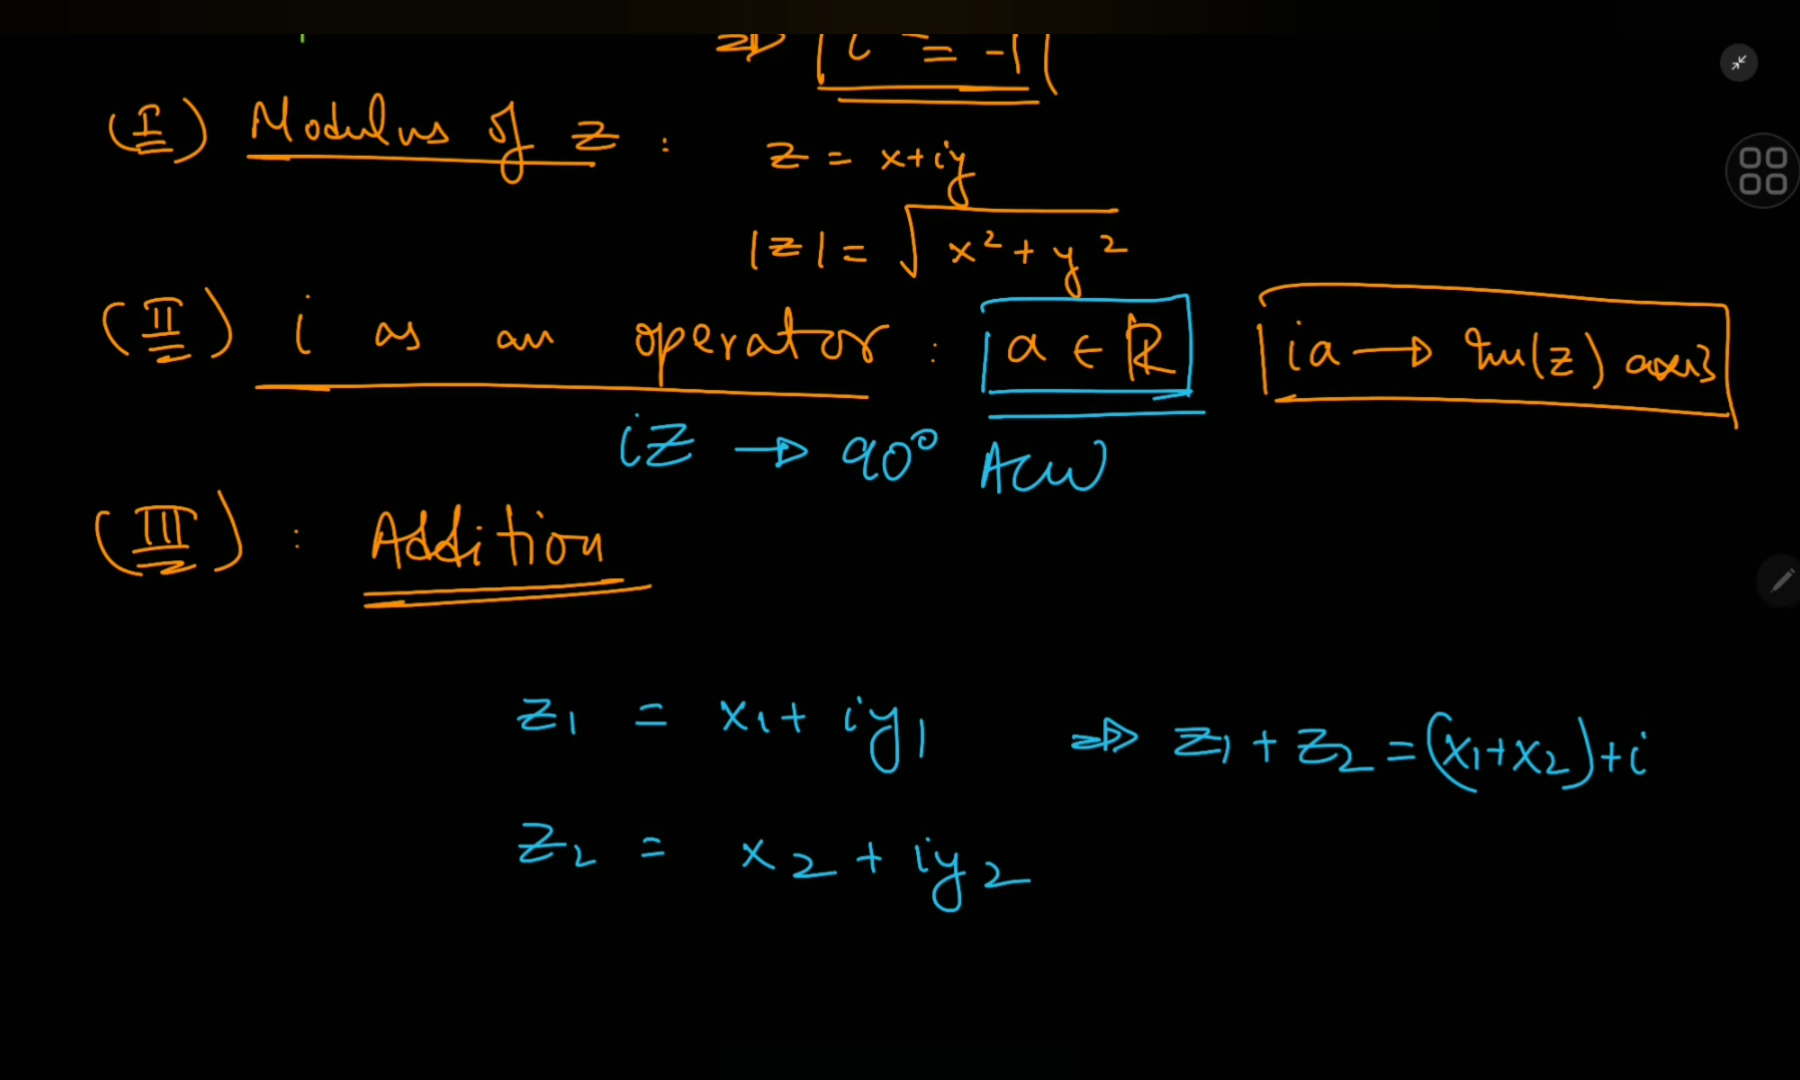 ⇒ i² = -1
(I) Modulus of z : z = x+iy
|z| = √(x² + y²)
(II) i as an operator : a ∈ ℝ ia → Im(z) axis
iz → 90° ACW
(III) : Addition
z₁ = x₁ + iy₁ ⇒ z₁ + z₂ = (x₁+x₂)+i
z₂ = x₂ + iy₂